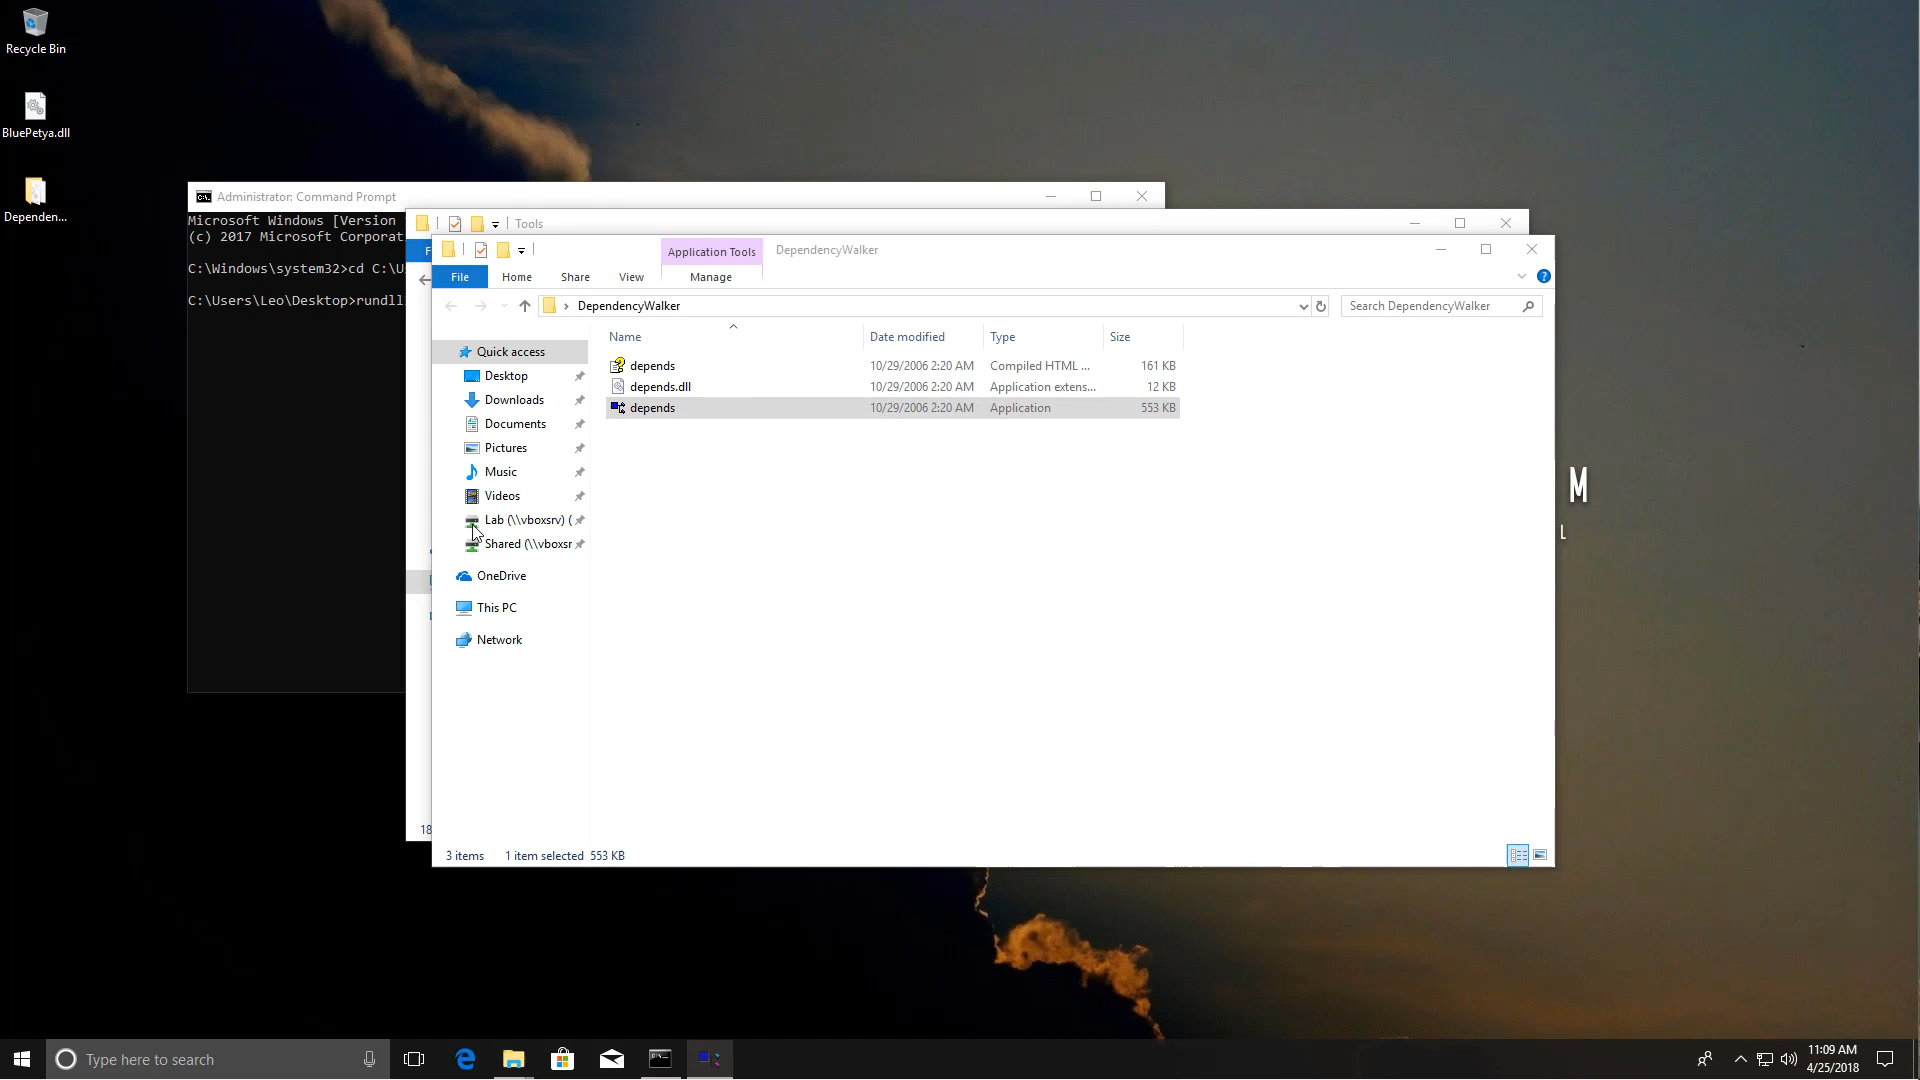 Recycle Bin
BluePetya.dll
Dependen...
Administrator: Command Prompt
Microsoft Windows [Version
(c) 2017 Microsoft Corporat
C:\Windows\system32>cd C:\U
C:\Users\Leo\Desktop>rundll
Tools
F
18
Application Tools
DependencyWalker
File
Home
Share
View
Manage
DependencyWalker
Search DependencyWalker
Name
Date modified
Type
Size
depends
10/29/2006 2:20 AM
Compiled HTML ...
161 KB
depends.dll
10/29/2006 2:20 AM
Application extens...
12 KB
depends
10/29/2006 2:20 AM
Application
553 KB
Quick access
Desktop
Downloads
Documents
Pictures
Music
Videos
Lab (\\vboxsrv) (
Shared (\\vboxsr
OneDrive
This PC
Network
3 items
1 item selected 553 KB
M
L
Type here to search
11:09 AM
4/25/2018